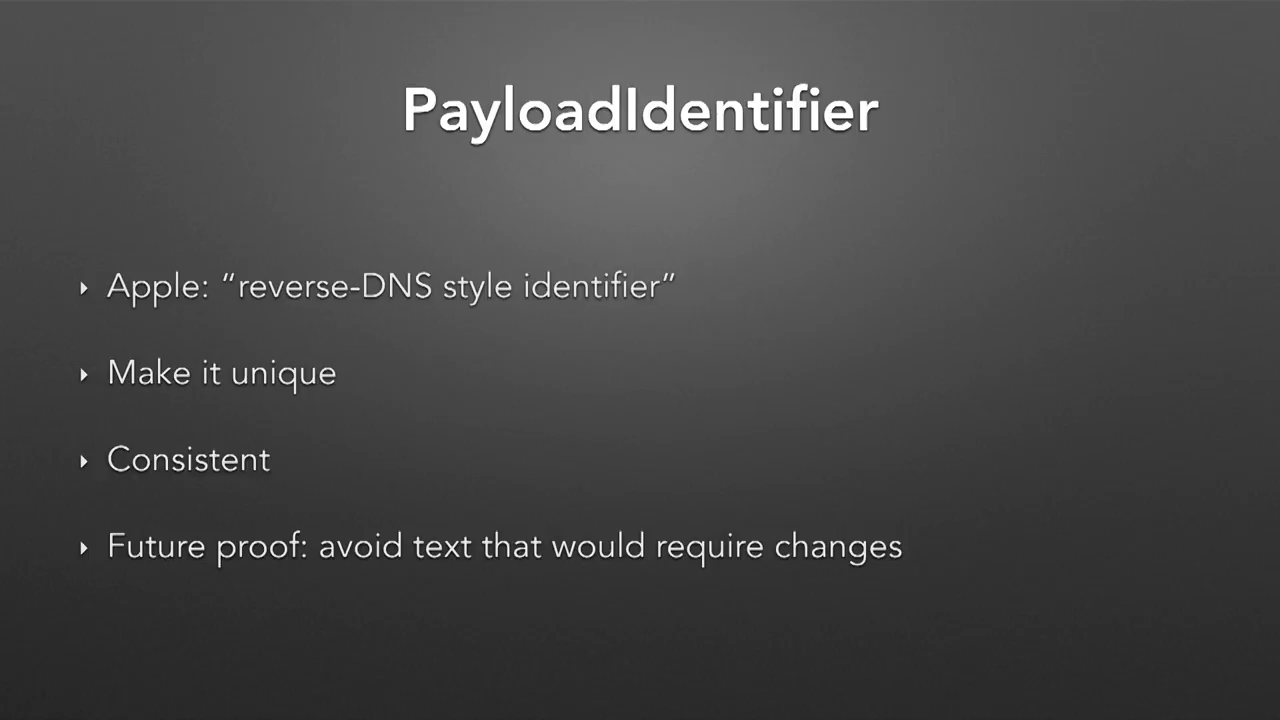 PayloadIdentifier
‣ Apple: “reverse-DNS style identifier”
‣ Make it unique
‣ Consistent
‣ Future proof: avoid text that would require changes